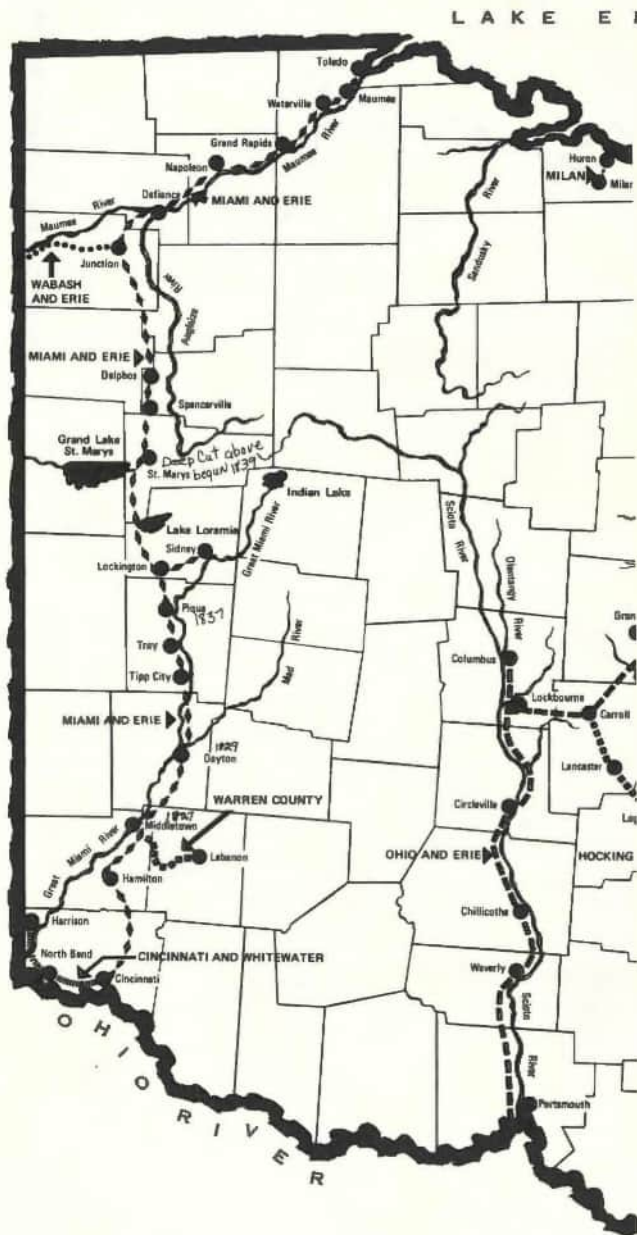 LAKE E
Toledo
Waterville
Maumee
Grand Rapids
Maumee River
Napoleon
Huron
MILAN
Milan
Defiance
MIAMI AND ERIE
Maumee River
Sandusky River
Junction
WABASH
AND ERIE
Auglaize River
MIAMI AND ERIE
Delphos
Spencerville
Grand Lake
St. Marys
St. Marys
Deep Cut above
begun 1839
Indian Lake
Lake Loramie
Great Miami River
Sidney
Scioto River
Olentangy River
Lockington
Piqua
1837
Mad River
Troy
Tipp City
Columbus
Gran
Lockbourne
Carroll
MIAMI AND ERIE
1829
Dayton
Lancaster
WARREN COUNTY
Circleville
1827
Middletown
Great Miami River
Lebanon
OHIO AND ERIE
HOCKING
Hamilton
Chillicothe
Harrison
North Bend
CINCINNATI AND WHITEWATER
Cincinnati
Waverly
Scioto River
Portsmouth
OHIO RIVER